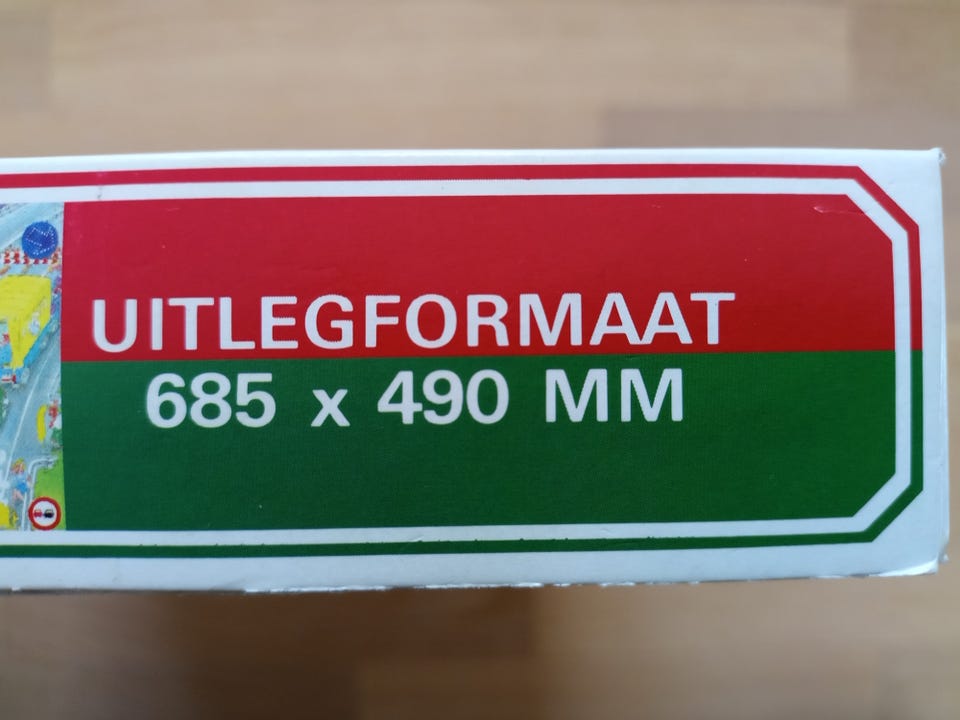 UITLEGFORMAAT
685 x 490 MM